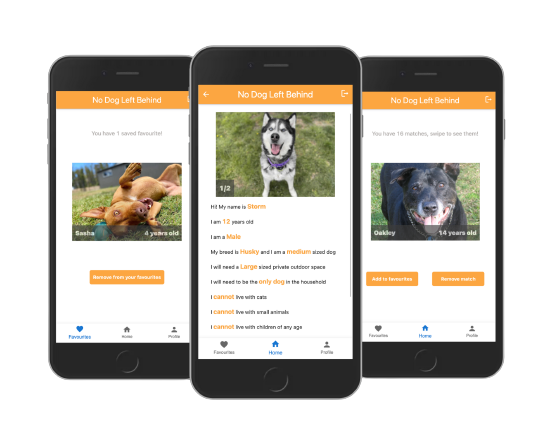 No Dog Left Behind
You have 1 saved favourite!
Sasha
4 years old
Remove from your favourites
Favourites
Home
Profile
No Dog Left Behind
1/2
Hi! My name is Storm
I am 12 years old
I am a Male
My breed is Husky and I am a medium sized dog
I will need a Large sized private outdoor space
I will need to be the only dog in the household
I cannot live with cats
I cannot live with small animals
I cannot live with children of any age
Favourites
Home
Profile
No Dog Left Behind
You have 16 matches, swipe to see them!
Oakley
14 years old
Add to favourites
Remove match
Favourites
Home
Profile